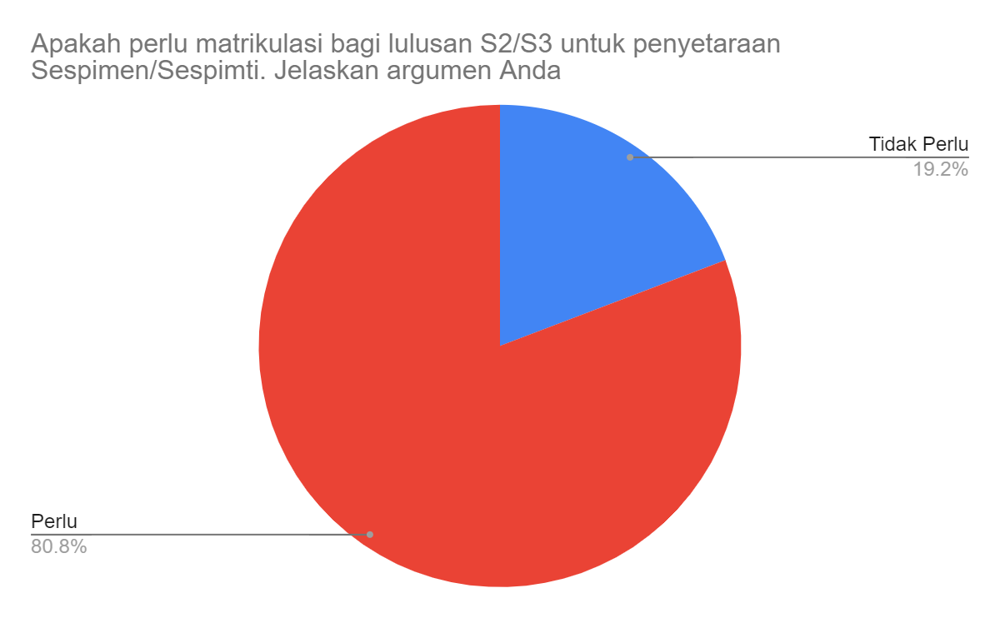 Apakah perlu matrikulasi bagi lulusan S2/S3 untuk penyetaraan
Sespimen/Sespimti. Jelaskan argumen Anda
Tidak Perlu
19.2%
Perlu
80.8%